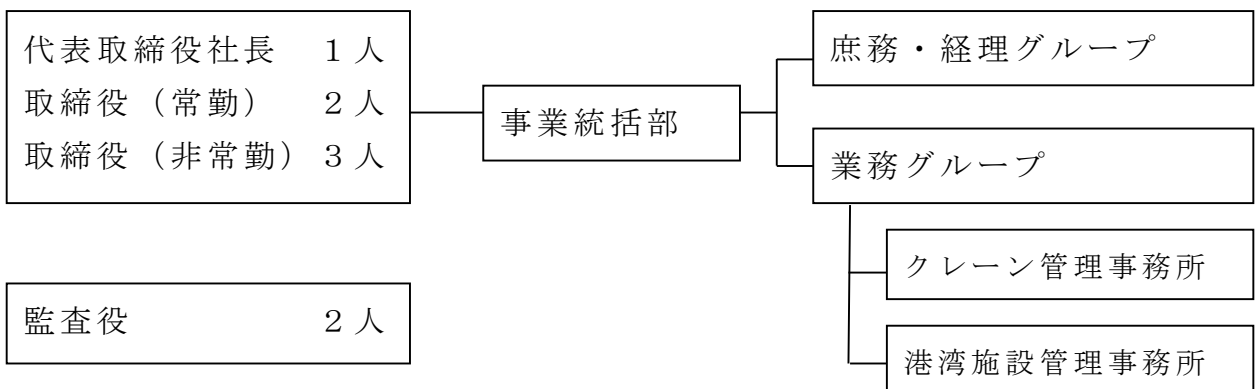 代表取締役社長　１人
取締役（常勤）　２人
取締役（非常勤）３人
事業統括部
庶務・経理グループ
業務グループ
クレーン管理事務所
港湾施設管理事務所
監査役　２人